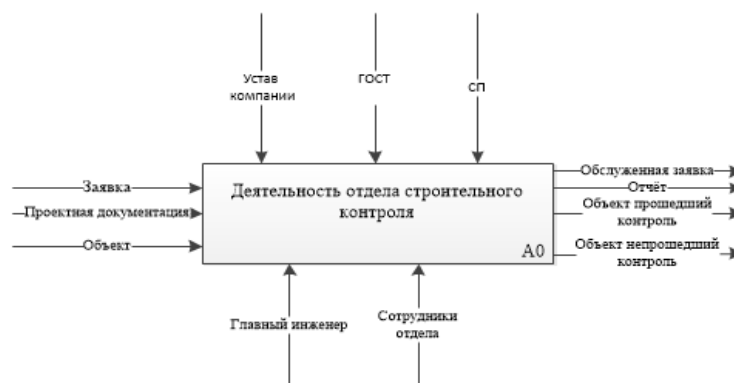 Устав
компании
ГОСТ
СП
Заявка
Проектная документация
Объект
Деятельность отдела строительного
контроля
А0
Обслуженная заявка
Отчёт
Объект прошедший
контроль
Объект непрошедший
контроль
Главный инженер
Сотрудники
отдела